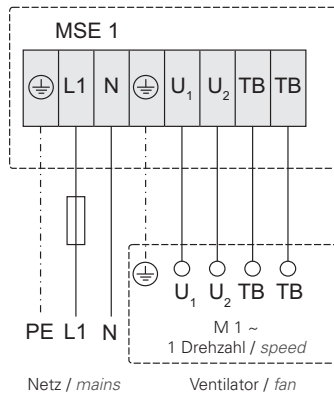 MSE 1
L1 N U₁ U₂ TB TB
U₁ U₂ TB TB
PE L1 N
M 1 ~
1 Drehzahl / speed
Netz / mains Ventilator / fan